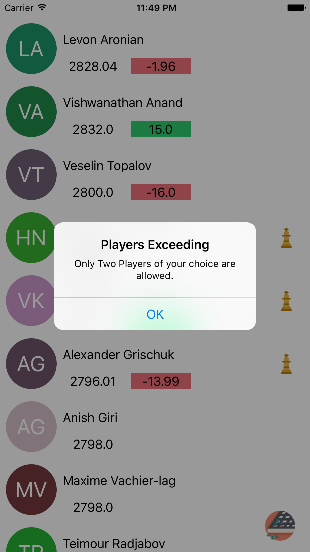 Carrier 11:49 PM
LA Levon Aronian
2828.04 -1.96
VA Vishwanathan Anand
2832.0 15.0
VT Veselin Topalov
2800.0 -16.0
HN
Players Exceeding
Only Two Players of your choice are
allowed.
VK
OK
AG Alexander Grischuk
2796.01 -13.99
AG Anish Giri
2798.0
MV Maxime Vachier-lag
2798.0
TR Teimour Radjabov